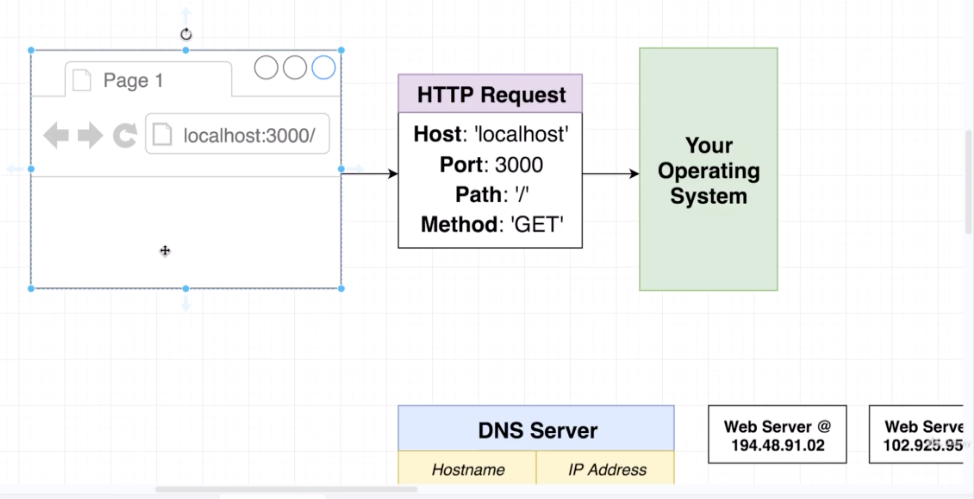 Page 1
localhost:3000/
HTTP Request
Host: 'localhost'
Port: 3000
Path: '/'
Method: 'GET'
Your
Operating
System
DNS Server
Hostname
IP Address
Web Server @
194.48.91.02
Web Serve
102.925.95